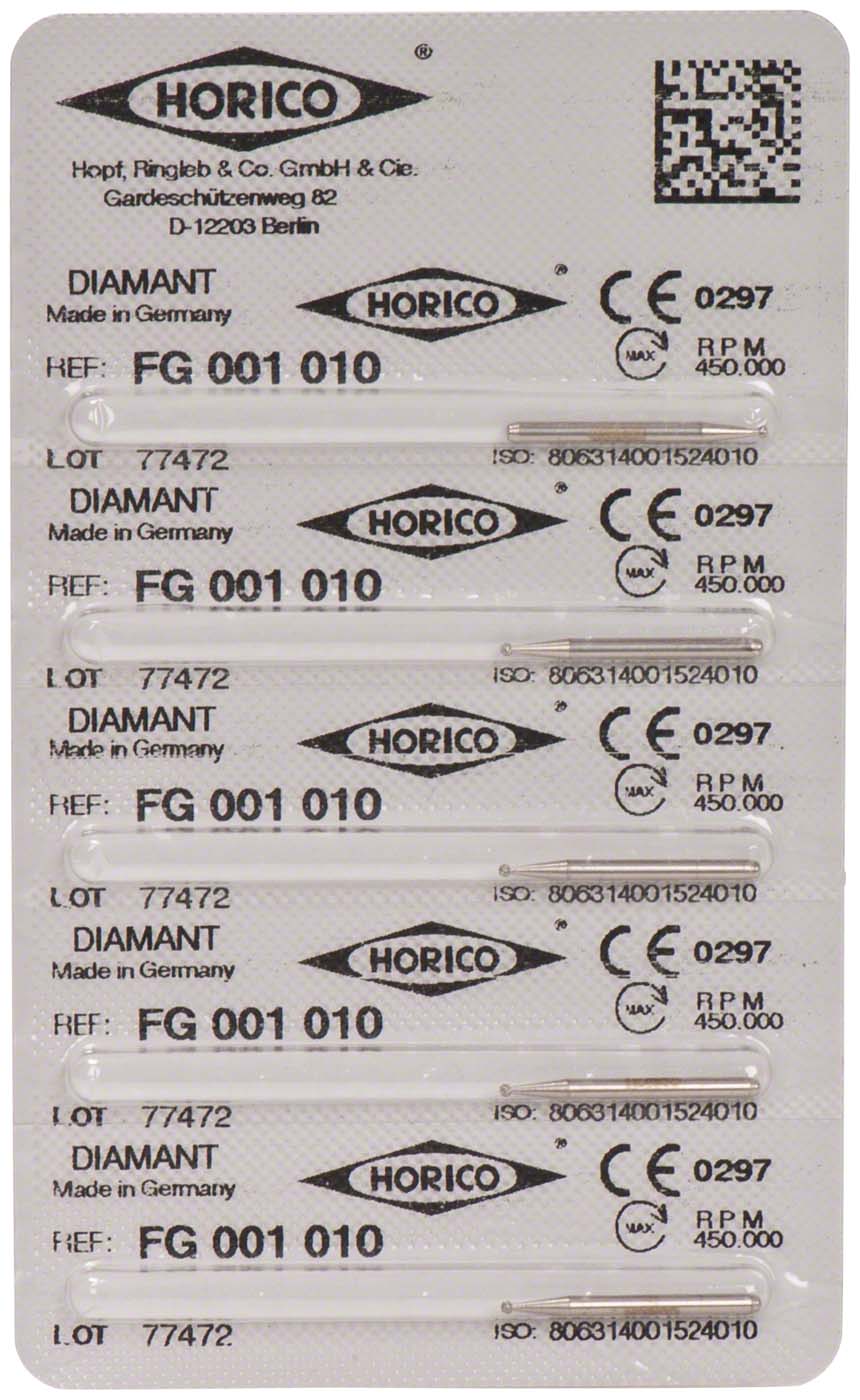 HORICO ®
Hopf, Ringleb & Co. GmbH & Cie.
Gardeschützenweg 82
D-12203 Berlin
DIAMANT HORICO ® CE 0297
Made in Germany
MAX RPM
REF: FG 001 010 450.000
LOT 77472 ISO: 806314001524010
DIAMANT HORICO ® CE 0297
Made in Germany
MAX RPM
REF: FG 001 010 450.000
LOT 77472 ISO: 806314001524010
DIAMANT HORICO ® CE 0297
Made in Germany
MAX RPM
REF: FG 001 010 450.000
LOT 77472 ISO: 806314001524010
DIAMANT HORICO ® CE 0297
Made in Germany
MAX RPM
REF: FG 001 010 450.000
LOT 77472 ISO: 806314001524010
DIAMANT HORICO ® CE 0297
Made in Germany
MAX RPM
REF: FG 001 010 450.000
LOT 77472 ISO: 806314001524010